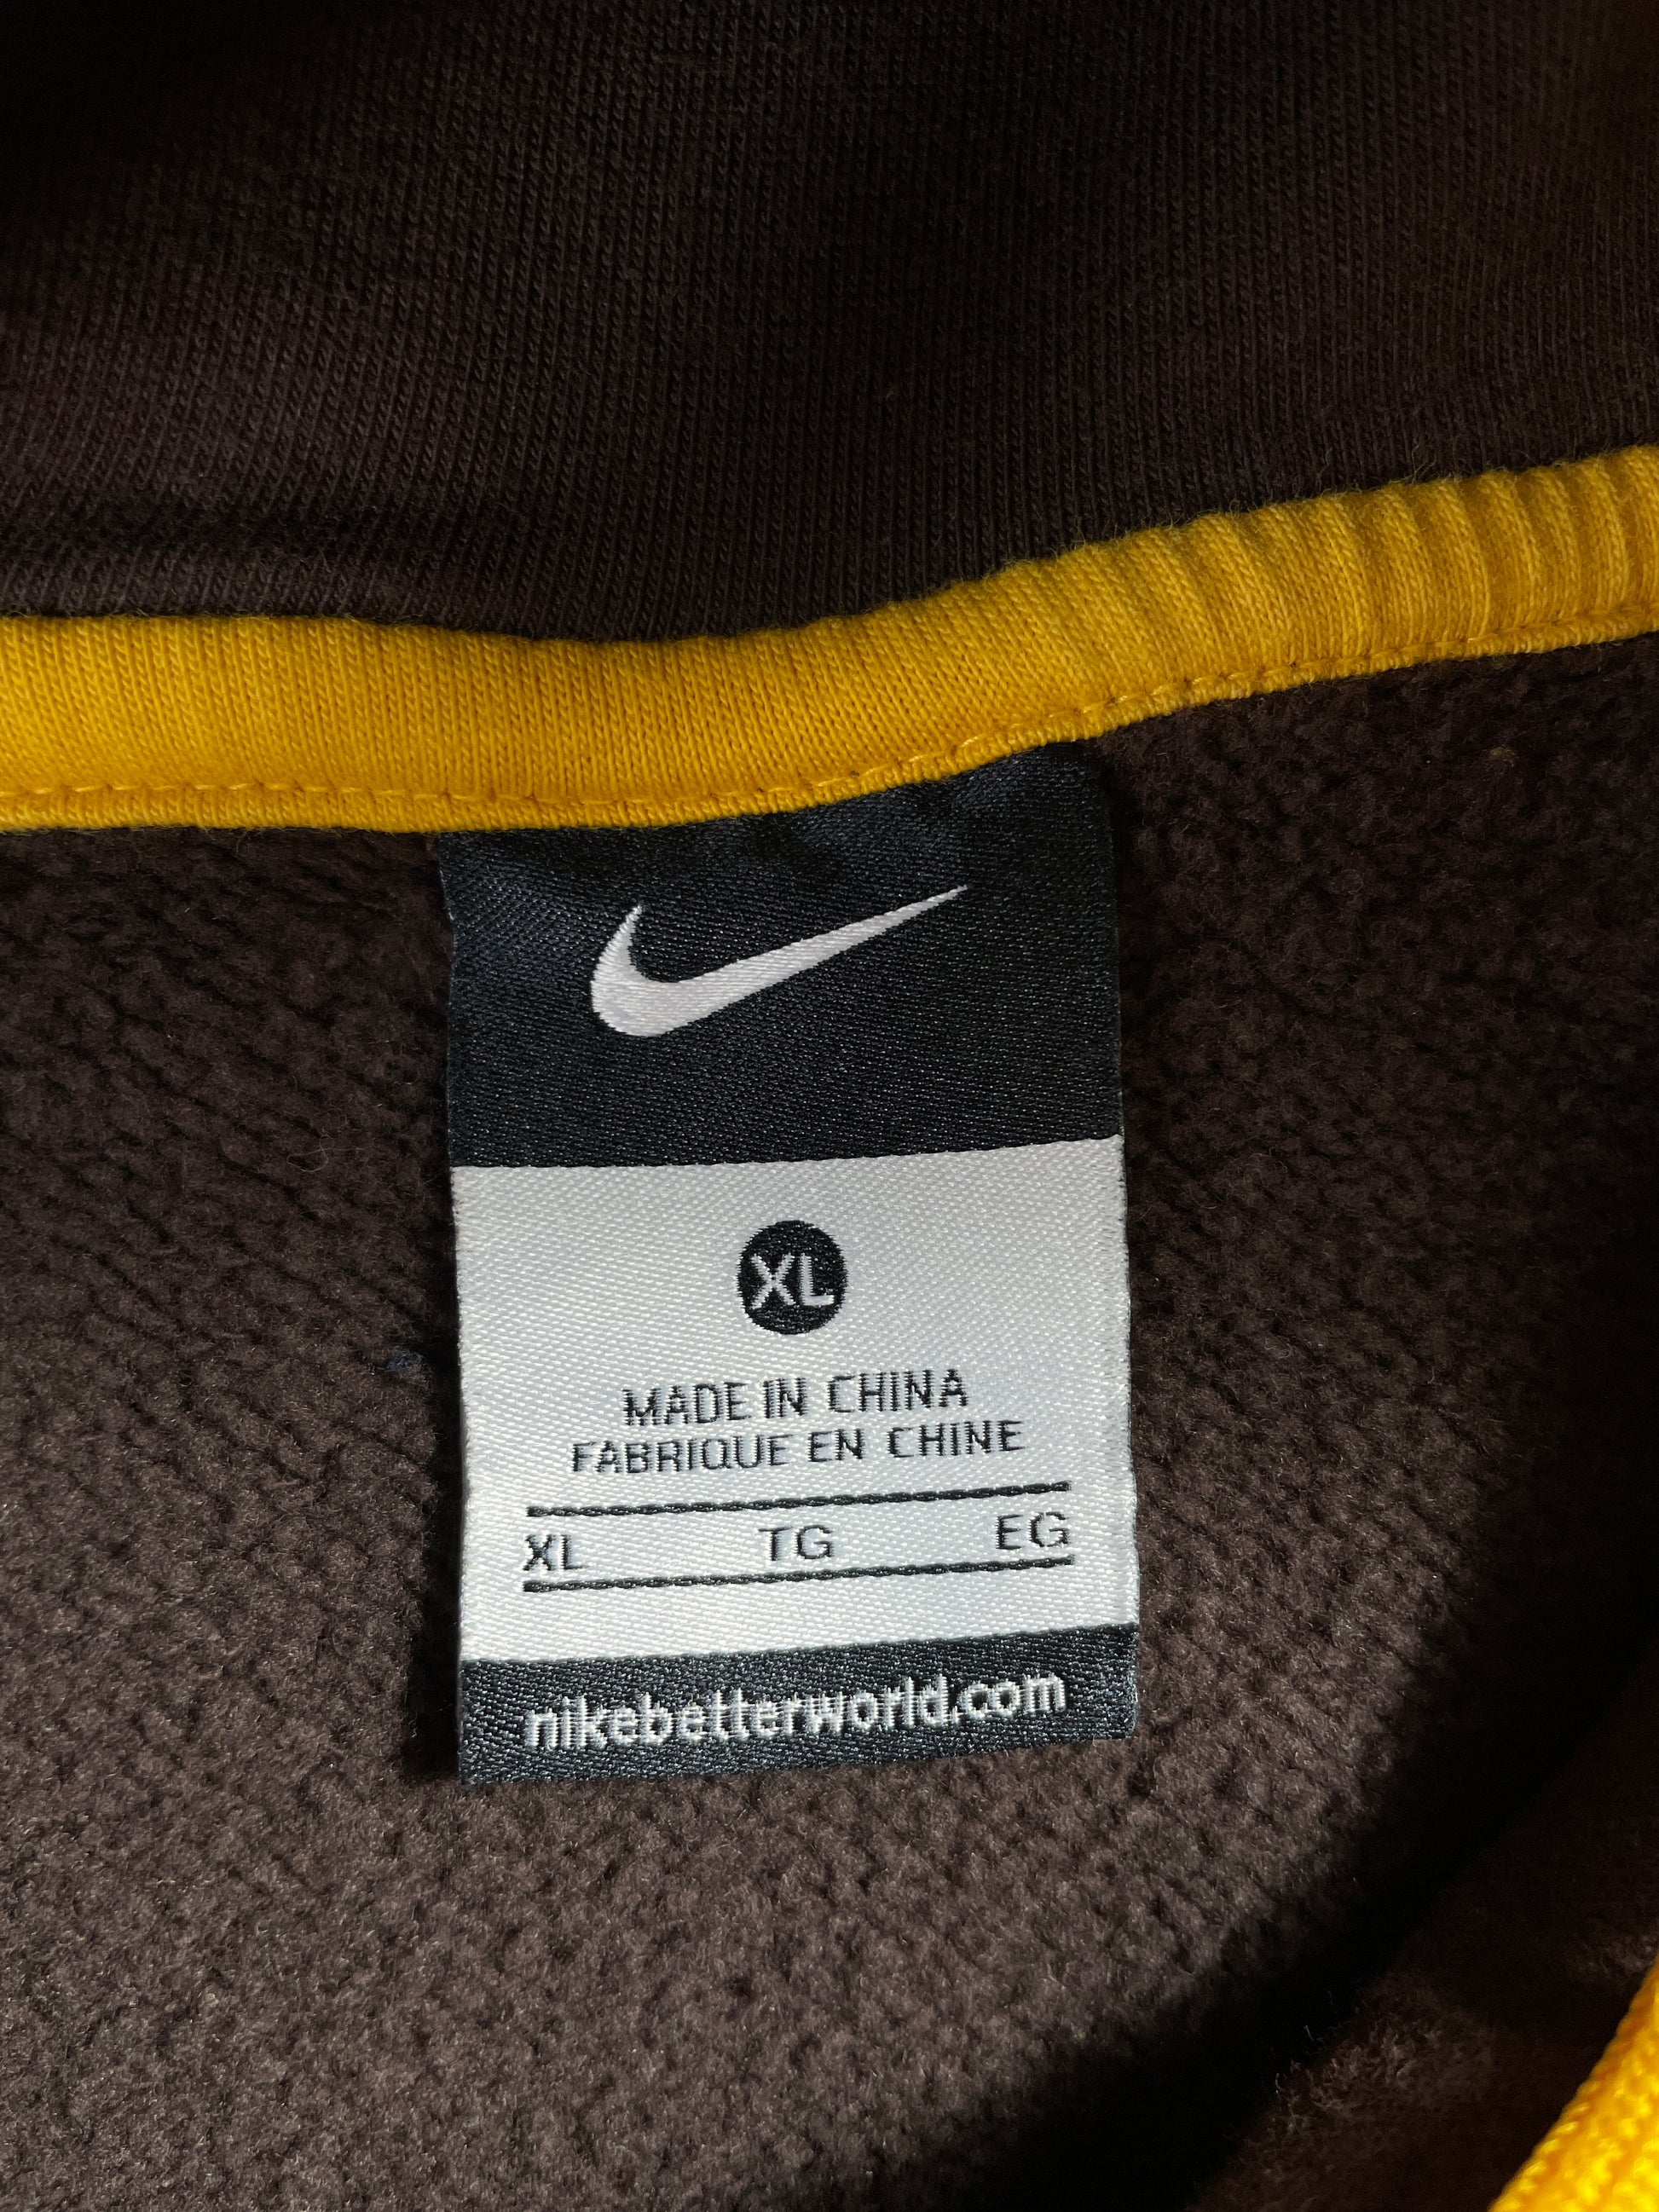 XL
MADE IN CHINA
FABRIQUE EN CHINE
XL TG EG
nikebetterworld.com